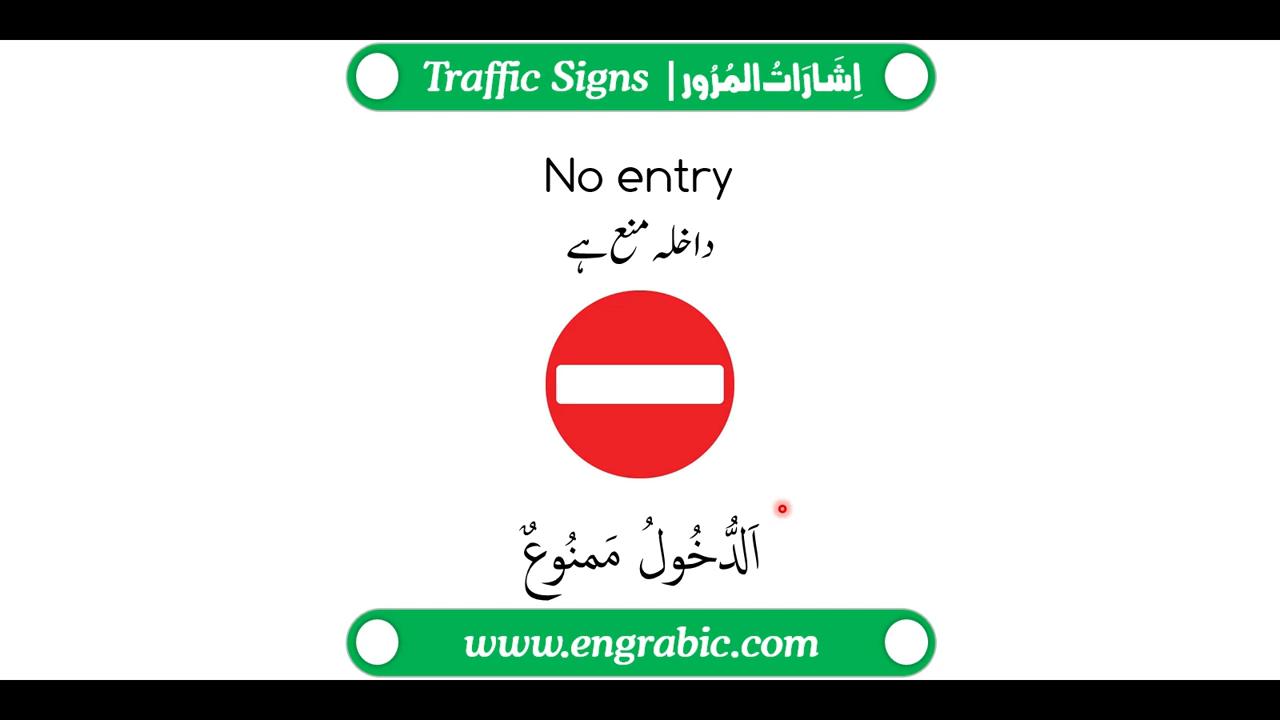 Traffic Signs | اِشَارَاتُ المُرُور
No entry
داخلہ منع ہے
اَلدُّخُولُ مَمنُوعٌ
www.engrabic.com